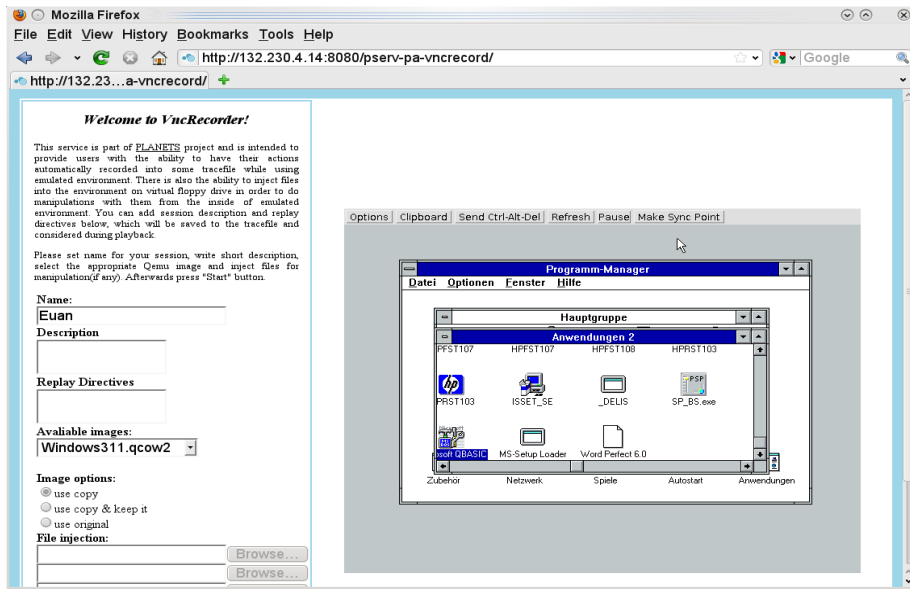 Mozilla Firefox
File Edit View History Bookmarks Tools Help
http://132.230.4.14:8080/pserv-pa-vncrecord/
Google
http://132.23...a-vncrecord/
Welcome to VncRecorder!
This service is part of PLANETS project and is intended to
provide users with the ability to have their actions
automatically recorded into some tracefile while using
emulated environment. There is also the ability to inject files
into the environment on virtual floppy drive in order to do
manipulations with them from the inside of emulated
environment. You can add session description and replay
directives below, which will be saved to the tracefile and
considered during playback.
Please set name for your session, write short description,
select the appropriate Qemu image and inject files for
manipulation(if any). Afterwards press "Start" button.
Name:
Euan
Description
Replay Directives
Avaliable images:
Windows311.qcow2
Image options:
use copy
use copy & keep it
use original
File injection:
Browse...
Browse...
Options Clipboard Send Ctrl-Alt-Del Refresh Pause Make Sync Point
Programm-Manager
Datei Optionen Fenster Hilfe
Hauptgruppe
Anwendungen 2
PFST107 HPFST107 HPFST108 HPRST103
hp
PSP
PRST103 ISSET_SE _DELIS SP_BS.exe
osoft QBASIC MS-Setup Loader Word Perfect 6.0
Zubehör Netzwerk Spiele Autostart Anwendungen